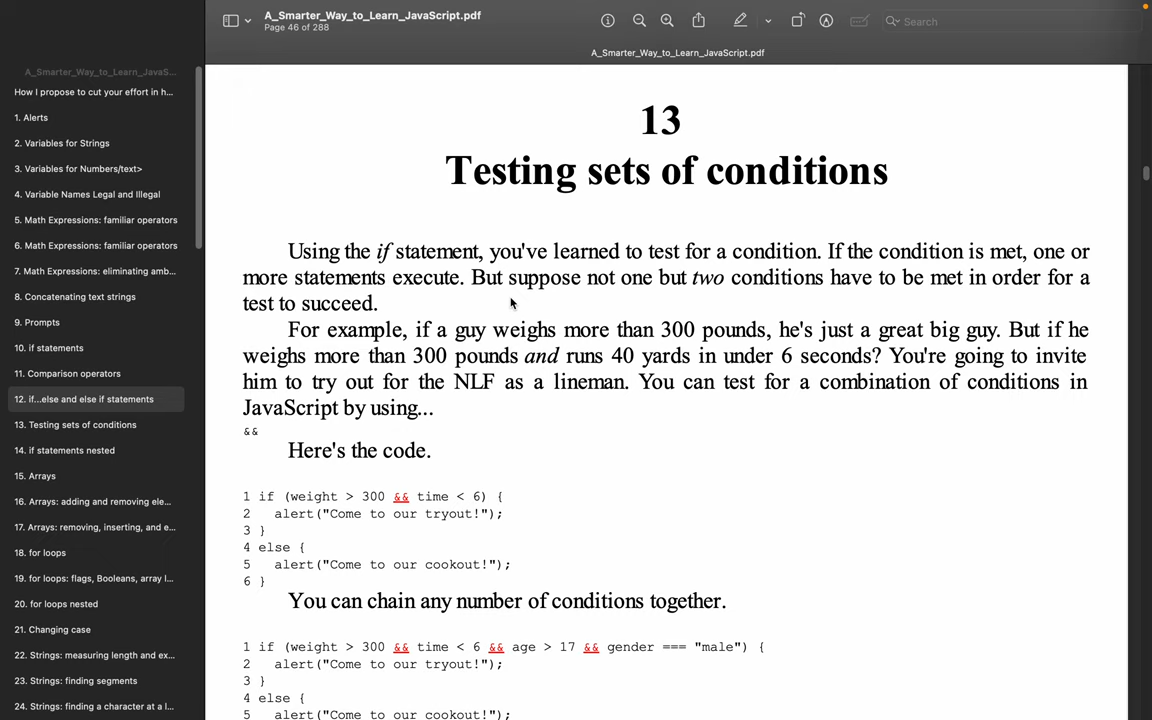 A_Smarter_Way_to_Learn_JavaScript.pdf
Page 46 of 288
Search
A_Smarter_Way_to_Learn_JavaScript.pdf
A_Smarter_Way_to_Learn_JavaS...
How I propose to cut your effort in h...
1. Alerts
2. Variables for Strings
3. Variables for Numbers/text>
4. Variable Names Legal and Illegal
5. Math Expressions: familiar operators
6. Math Expressions: familiar operators
7. Math Expressions: eliminating amb...
8. Concatenating text strings
9. Prompts
10. if statements
11. Comparison operators
12. if...else and else if statements
13. Testing sets of conditions
14. if statements nested
15. Arrays
16. Arrays: adding and removing ele...
17. Arrays: removing, inserting, and e...
18. for loops
19. for loops: flags, Booleans, array l...
20. for loops nested
21. Changing case
22. Strings: measuring length and ex...
23. Strings: finding segments
24. Strings: finding a character at a l...
13
Testing sets of conditions
Using the if statement, you've learned to test for a condition. If the condition is met, one or
more statements execute. But suppose not one but two conditions have to be met in order for a
test to succeed.
For example, if a guy weighs more than 300 pounds, he's just a great big guy. But if he
weighs more than 300 pounds and runs 40 yards in under 6 seconds? You're going to invite
him to try out for the NLF as a lineman. You can test for a combination of conditions in
JavaScript by using...
&&
Here's the code.
1 if (weight > 300 && time < 6) {
2   alert("Come to our tryout!");
3 }
4 else {
5   alert("Come to our cookout!");
6 }
You can chain any number of conditions together.
1 if (weight > 300 && time < 6 && age > 17 && gender === "male") {
2   alert("Come to our tryout!");
3 }
4 else {
5   alert("Come to our cookout!");